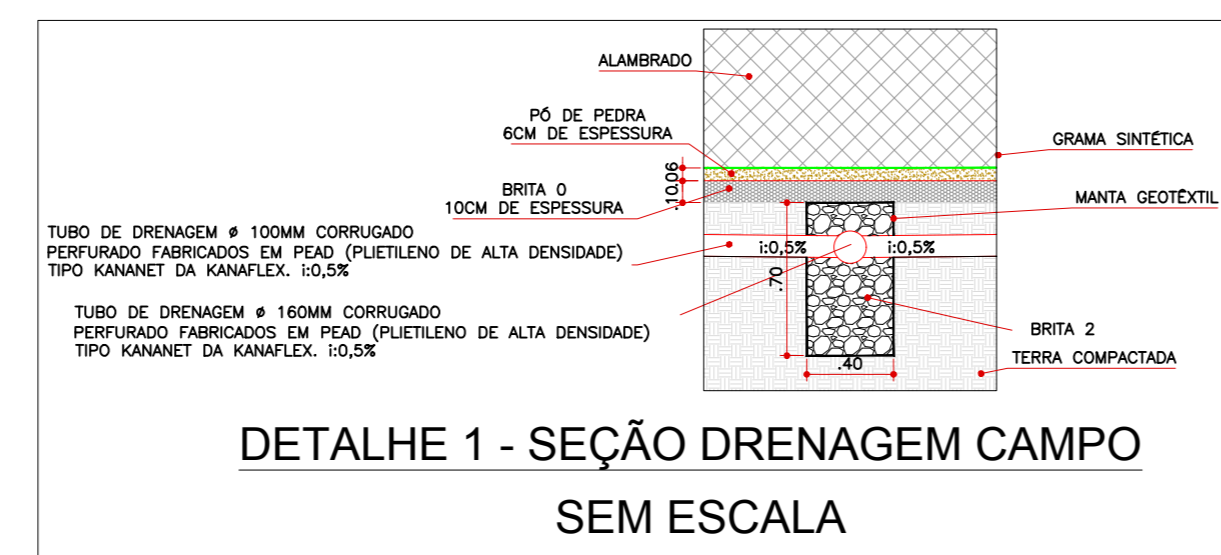 ALAMBRADO
PÓ DE PEDRA
6CM DE ESPESSURA
GRAMA SINTÉTICA
.10.06
BRITA 0
10CM DE ESPESSURA
MANTA GEOTÊXTIL
TUBO DE DRENAGEM ø 100MM CORRUGADO
PERFURADO FABRICADOS EM PEAD (PLIETILENO DE ALTA DENSIDADE)
TIPO KANANET DA KANAFLEX. i:0,5%
i:0,5%
i:0,5%
.70
TUBO DE DRENAGEM ø 160MM CORRUGADO
PERFURADO FABRICADOS EM PEAD (PLIETILENO DE ALTA DENSIDADE)
TIPO KANANET DA KANAFLEX. i:0,5%
BRITA 2
TERRA COMPACTADA
.40
DETALHE 1 - SEÇÃO DRENAGEM CAMPO
SEM ESCALA